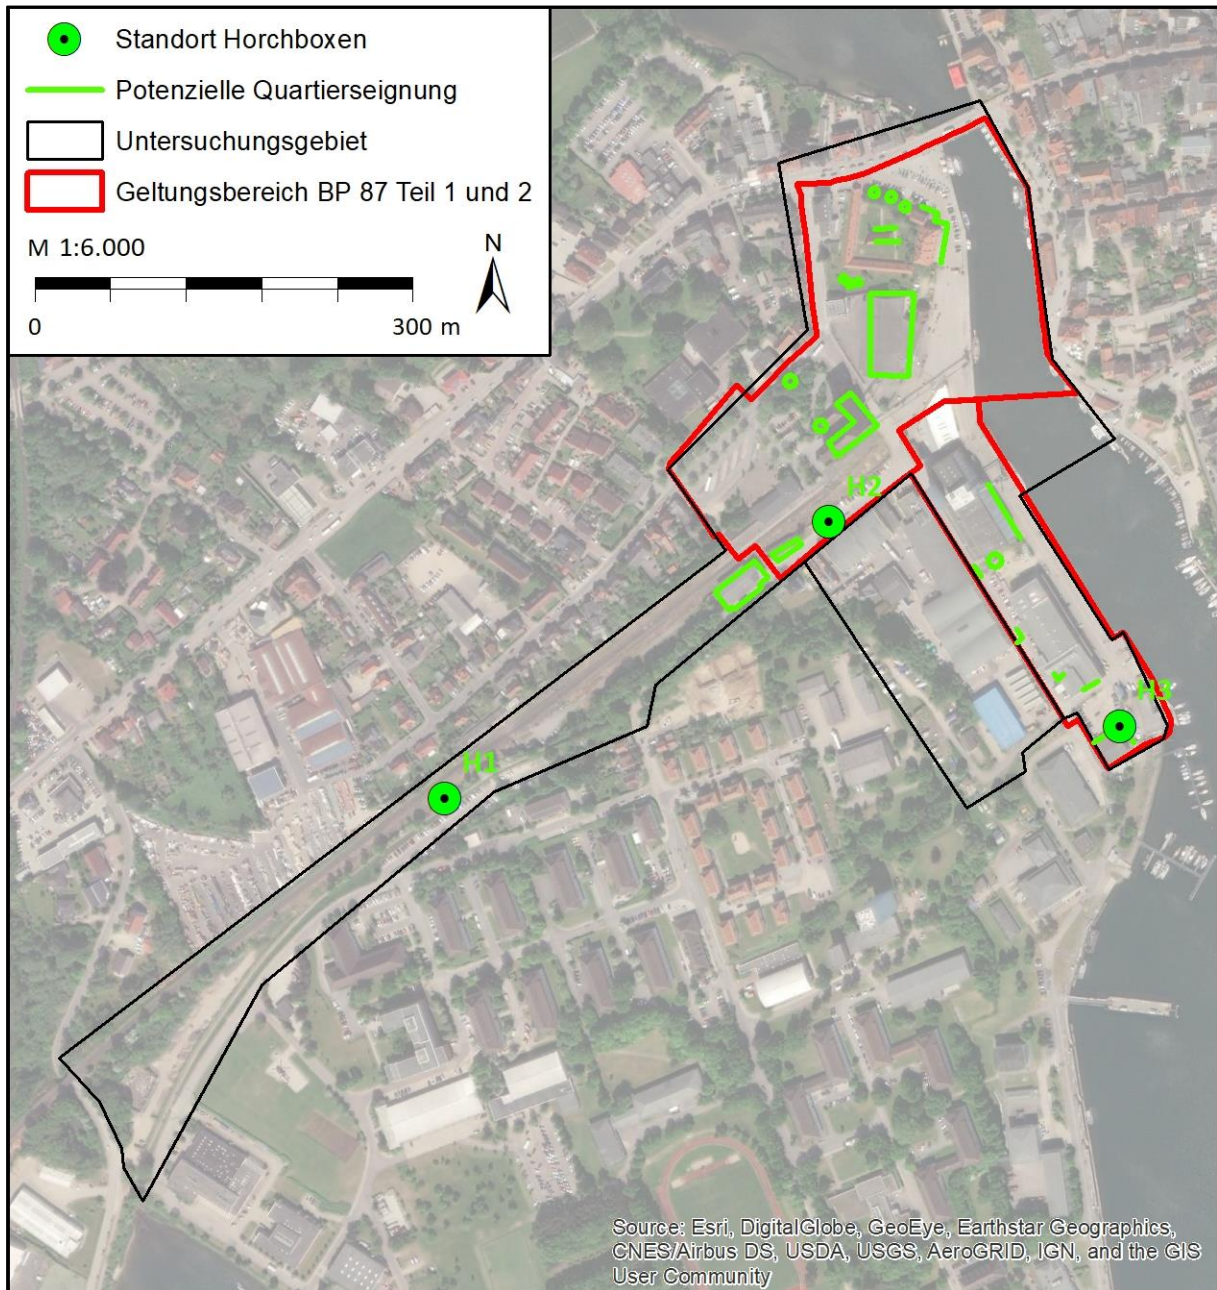 Standort Horchboxen
Potenzielle Quartierseignung
Untersuchungsgebiet
Geltungsbereich BP 87 Teil 1 und 2
M 1:6.000
N
0 300 m
H2
H3
H1
Source: Esri, DigitalGlobe, GeoEye, Earthstar Geographics,
CNES/Airbus DS, USDA, USGS, AeroGRID, IGN, and the GIS
User Community